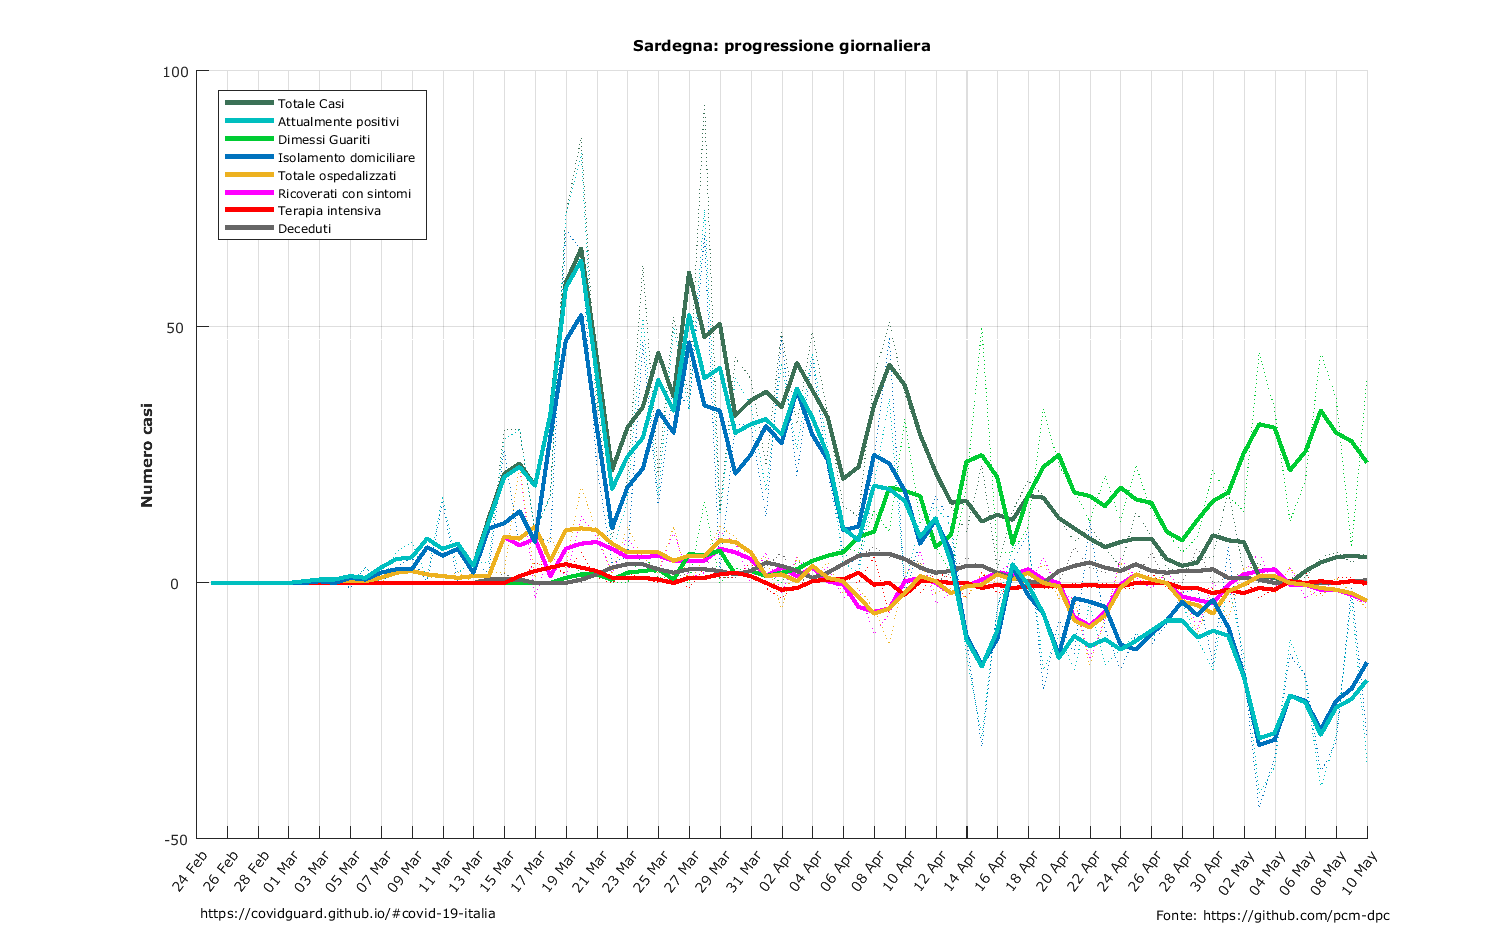 Sardegna: progressione giornaliera
100
50
0
-50
Numero casi
Totale Casi
Attualmente positivi
Dimessi Guariti
Isolamento domiciliare
Totale ospedalizzati
Ricoverati con sintomi
Terapia intensiva
Deceduti
24 Feb
26 Feb
28 Feb
01 Mar
03 Mar
05 Mar
07 Mar
09 Mar
11 Mar
13 Mar
15 Mar
17 Mar
19 Mar
21 Mar
23 Mar
25 Mar
27 Mar
29 Mar
31 Mar
02 Apr
04 Apr
06 Apr
08 Apr
10 Apr
12 Apr
14 Apr
16 Apr
18 Apr
20 Apr
22 Apr
24 Apr
26 Apr
28 Apr
30 Apr
02 May
04 May
06 May
08 May
10 May
https://covidguard.github.io/#covid-19-italia
Fonte: https://github.com/pcm-dpc